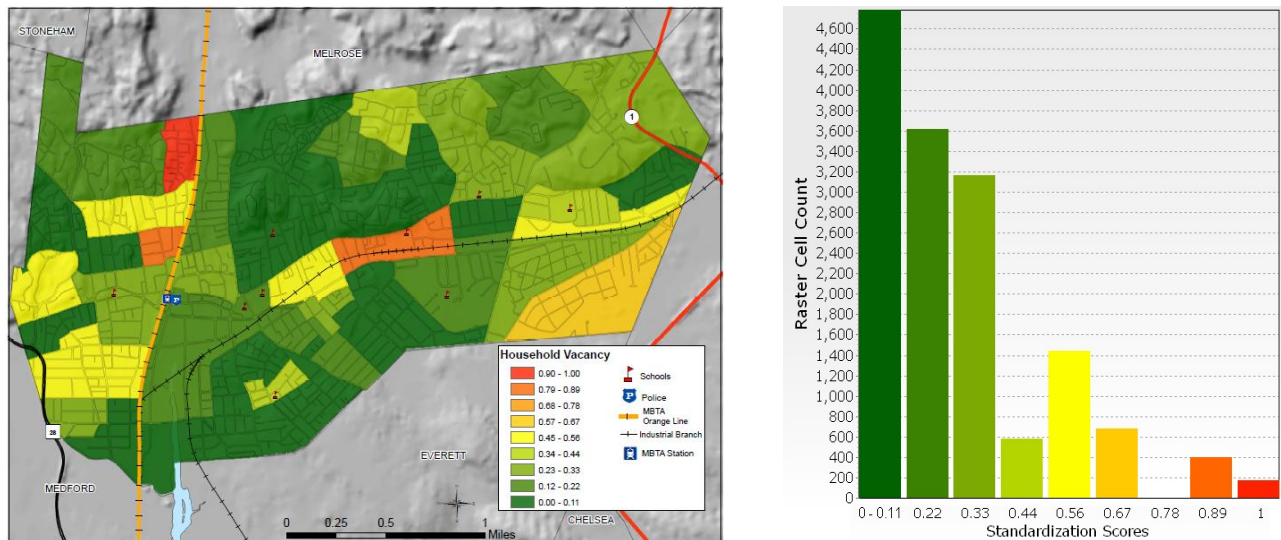 STONEHAM
MELROSE
1
28
MEDFORD
EVERETT
CHELSEA
0 0.25 0.5 1
Miles
Household Vacancy
0.90 - 1.00
0.79 - 0.89
0.68 - 0.78
0.57 - 0.67
0.45 - 0.56
0.34 - 0.44
0.23 - 0.33
0.12 - 0.22
0.00 - 0.11
Schools
P Police
MBTA
Orange Line
Industrial Branch
MBTA Station
P
Raster Cell Count
4,600
4,400
4,200
4,000
3,800
3,600
3,400
3,200
3,000
2,800
2,600
2,400
2,200
2,000
1,800
1,600
1,400
1,200
1,000
800
600
400
200
0
0 - 0.11 0.22 0.33 0.44 0.56 0.67 0.78 0.89 1
Standardization Scores